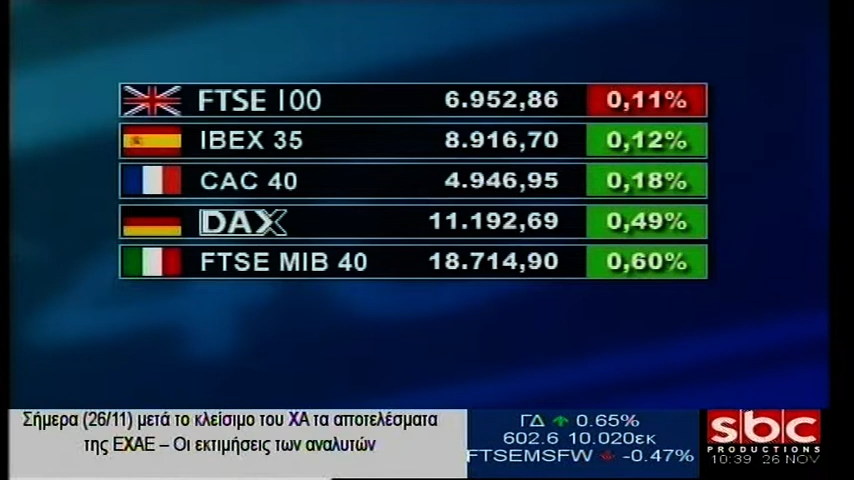 FTSE 100 6.952,86 0,11%
IBEX 35 8.916,70 0,12%
CAC 40 4.946,95 0,18%
DAX 11.192,69 0,49%
FTSE MIB 40 18.714,90 0,60%
Σήμερα (26/11) μετά το κλείσιμο του ΧΑ τα αποτελέσματα
της ΕΧΑΕ – Οι εκτιμήσεις των αναλυτών
ΓΔ 0.65%
602.6 10.020εκ
FTSEMSFW -0.47%
sbc
PRODUCTIONS
10:39 26 NOV